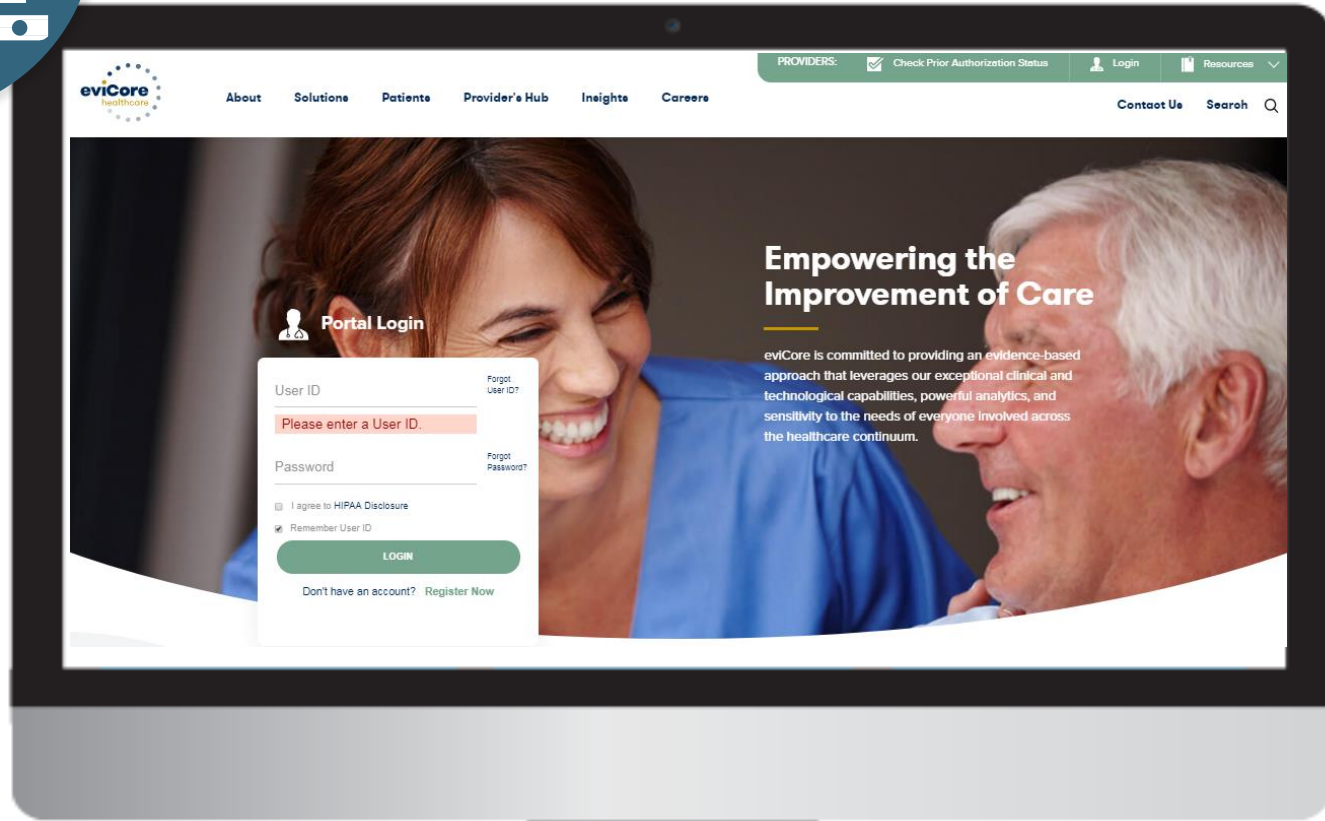 PROVIDERS: Check Prior Authorization Status Login Resources
eviCore
healthcare
About Solutions Patients Provider's Hub Insights Careers
Contact Us Search
Empowering the
Improvement of Care
eviCore is committed to providing an evidence-based
approach that leverages our exceptional clinical and
technological capabilities, powerful analytics, and
sensitivity to the needs of everyone involved across
the healthcare continuum.
Portal Login
User ID
Forgot
User ID?
Please enter a User ID.
Password
Forgot
Password?
I agree to HIPAA Disclosure
Remember User ID
LOGIN
Don't have an account? Register Now